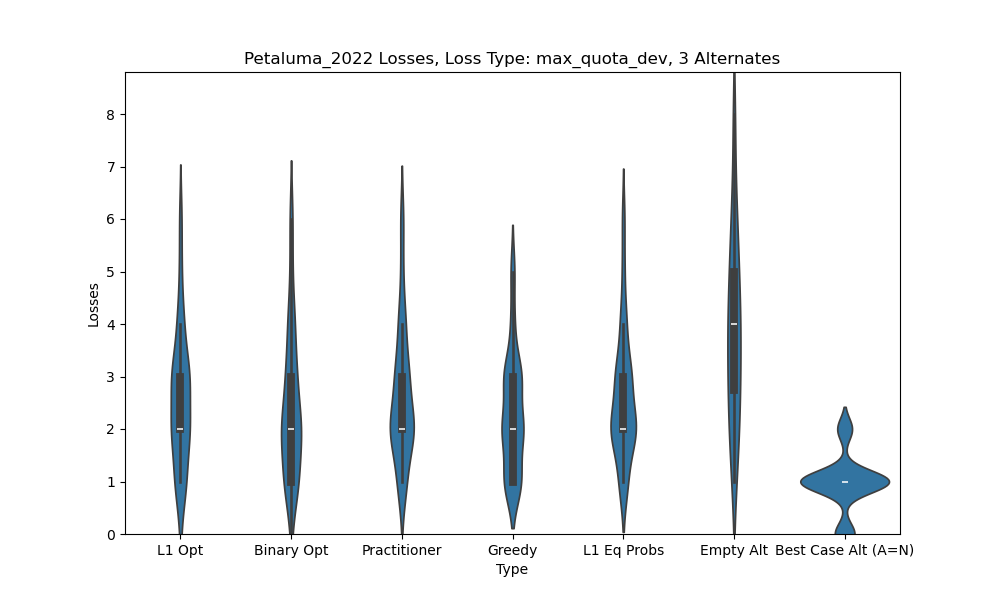 Petaluma_2022 Losses, Loss Type: max_quota_dev, 3 Alternates
Losses
8
7
6
5
4
3
2
1
0
L1 Opt
Binary Opt
Practitioner
Greedy
L1 Eq Probs
Empty Alt
Best Case Alt (A=N)
Type